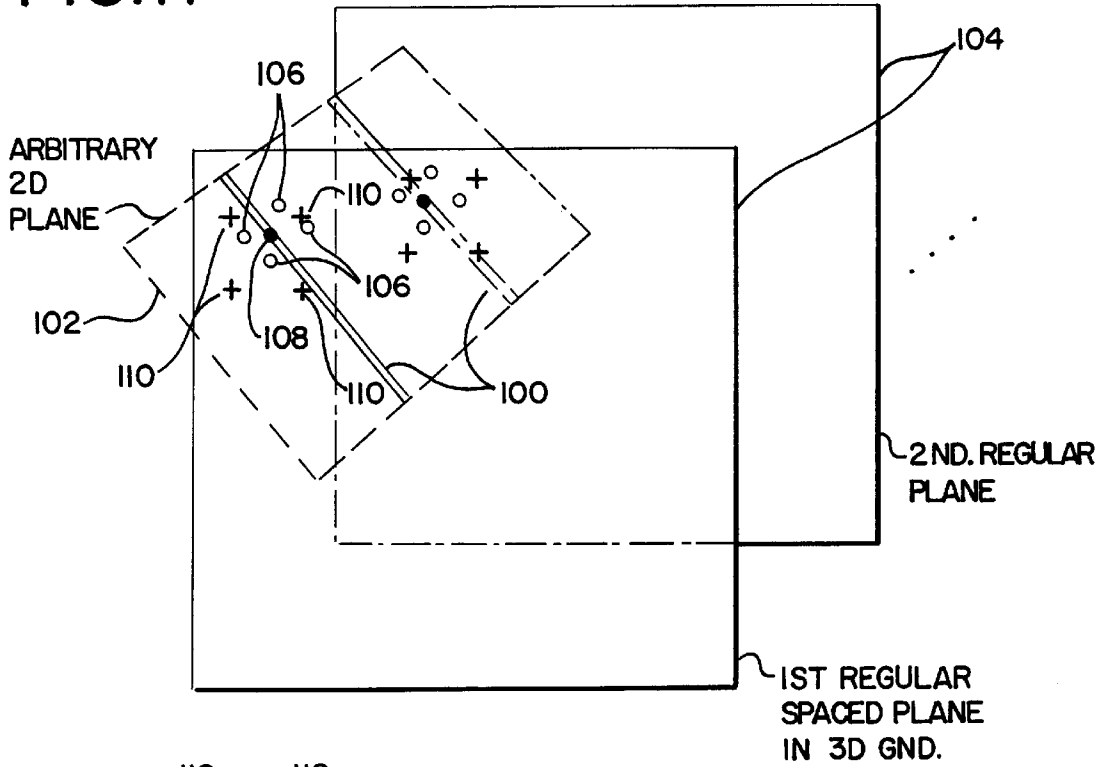 104
106
ARBITRARY
2D
PLANE
110
106
102
108
110
110
100
2ND. REGULAR
PLANE
1ST REGULAR
SPACED PLANE
IN 3D GND.